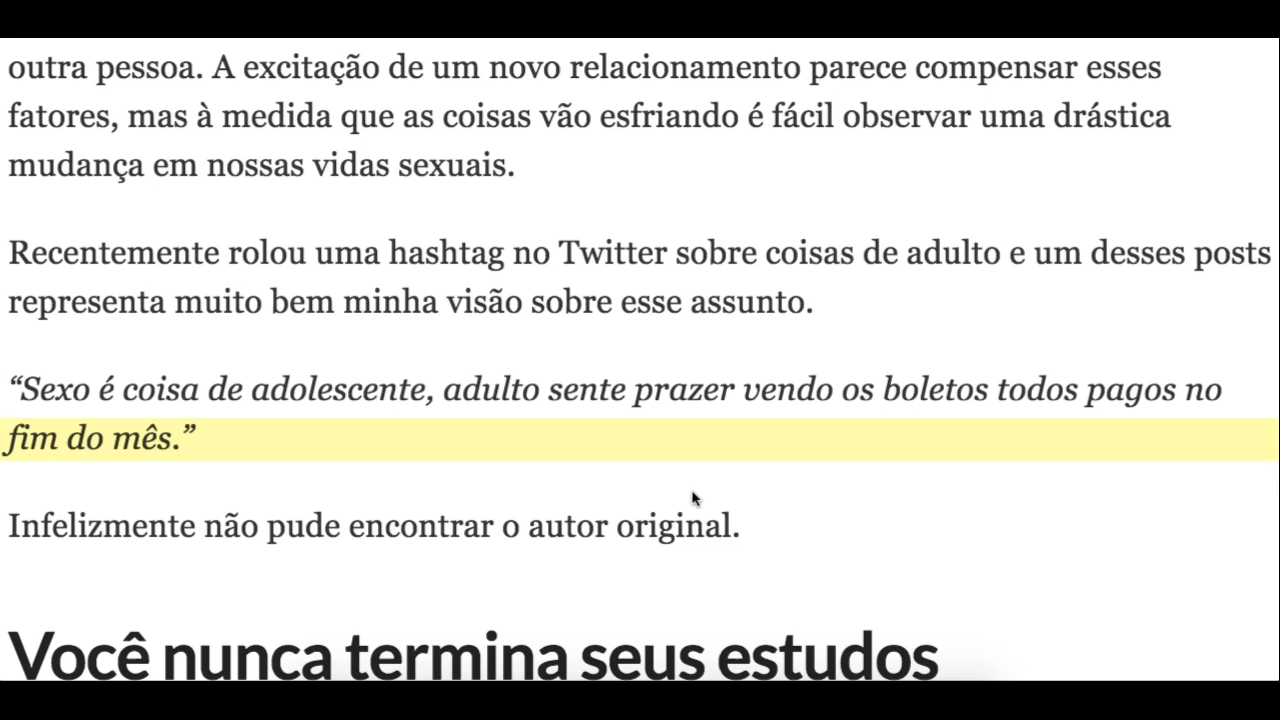 outra pessoa. A excitação de um novo relacionamento parece compensar esses
fatores, mas à medida que as coisas vão esfriando é fácil observar uma drástica
mudança em nossas vidas sexuais.
Recentemente rolou uma hashtag no Twitter sobre coisas de adulto e um desses posts
representa muito bem minha visão sobre esse assunto.
“Sexo é coisa de adolescente, adulto sente prazer vendo os boletos todos pagos no
fim do mês.”
Infelizmente não pude encontrar o autor original.
Você nunca termina seus estudos